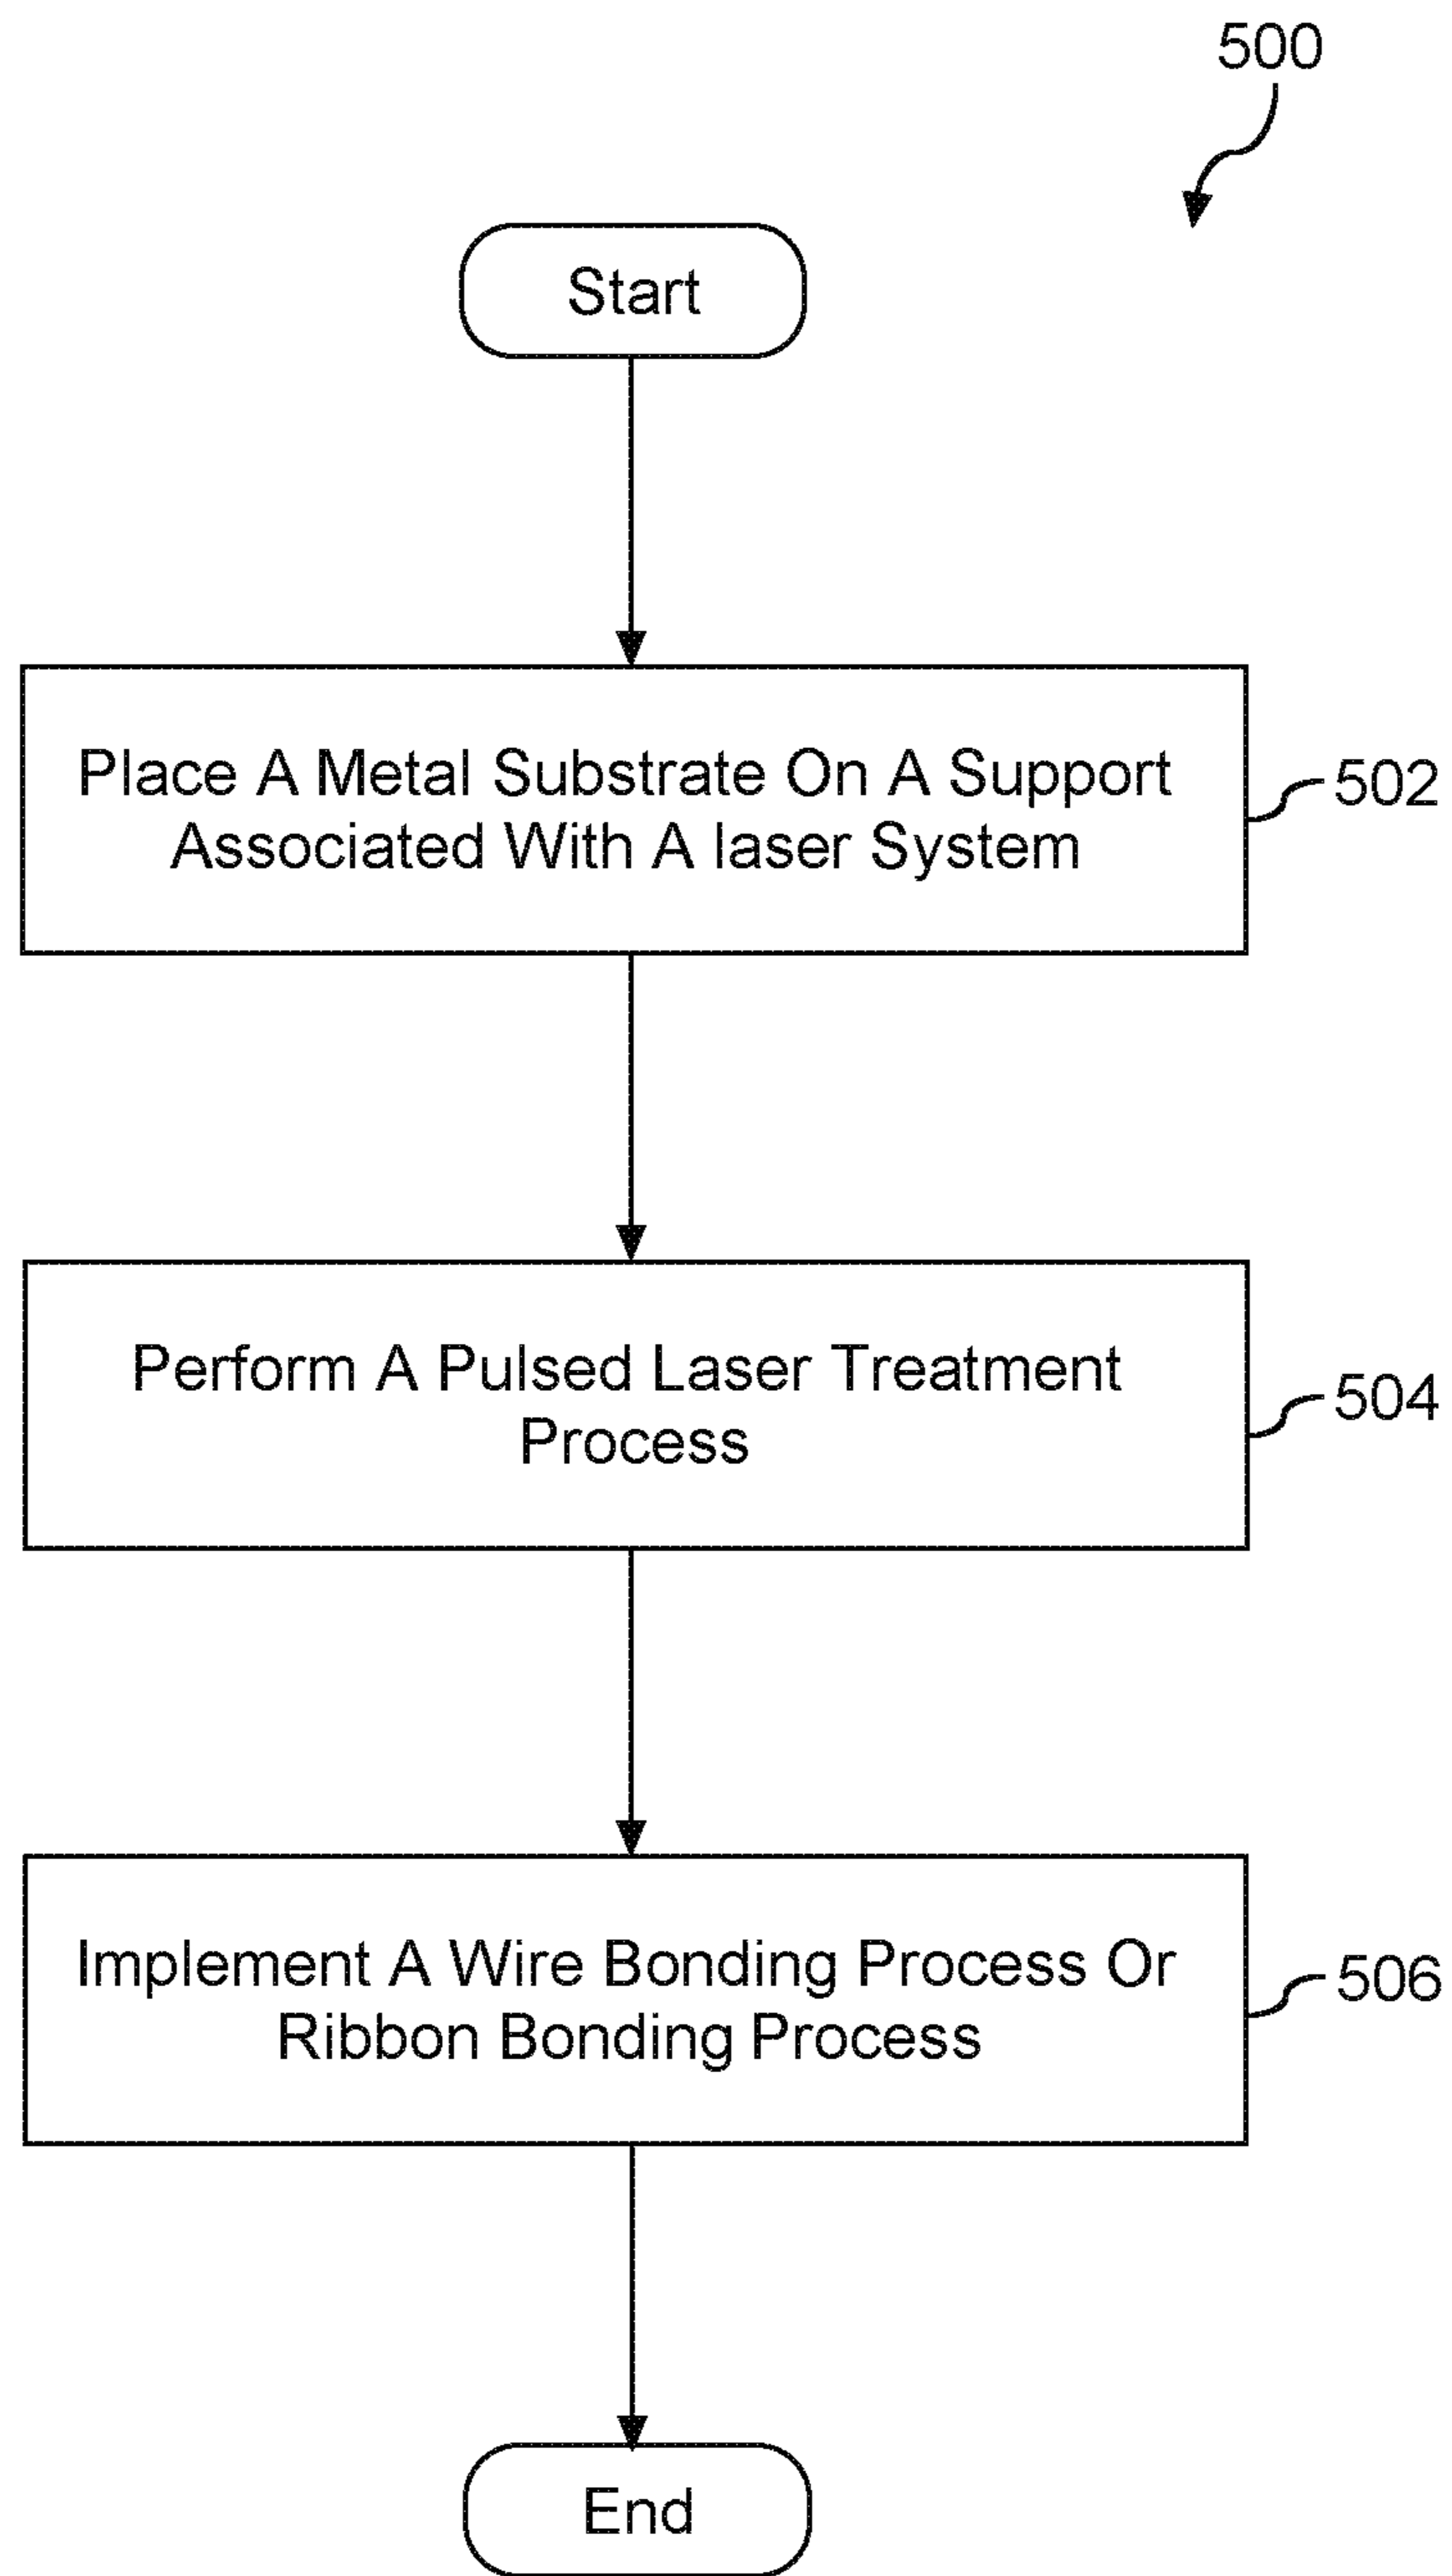 500
Start
Place A Metal Substrate On A Support
Associated With A laser System
502
Perform A Pulsed Laser Treatment
Process
504
Implement A Wire Bonding Process Or
Ribbon Bonding Process
506
End